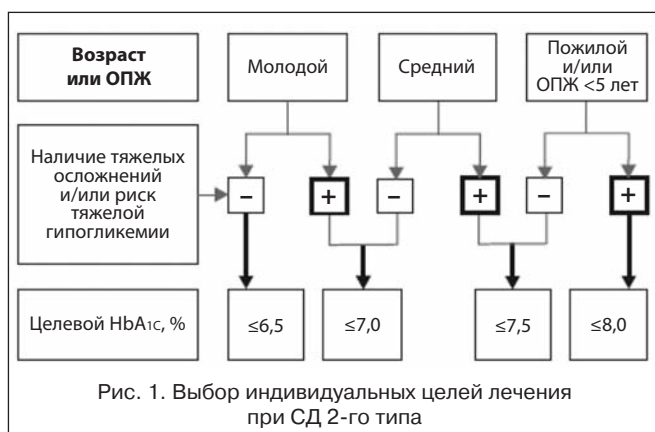 Возраст
или ОПЖ
Молодой
Средний
Пожилой
и/или
ОПЖ <5 лет
Наличие тяжелых
осложнений
и/или риск
тяжелой
гипогликемии
–
+
–
+
–
+
Целевой HbA1c, %
≤6,5
≤7,0
≤7,5
≤8,0
Рис. 1. Выбор индивидуальных целей лечения
при СД 2-го типа